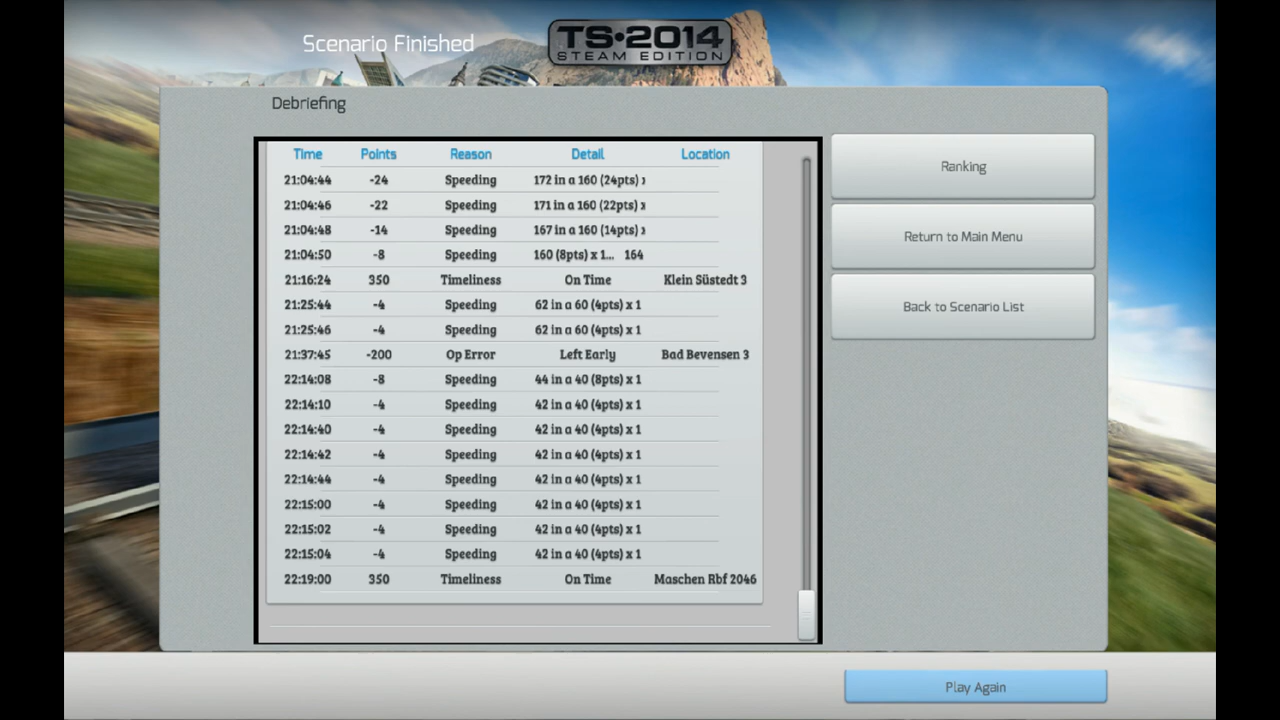 Scenario Finished
TS•2014
STEAM EDITION
Debriefing
Time Points Reason Detail Location
21:04:44 -24 Speeding 172 in a 160 (24pts) x
21:04:46 -22 Speeding 171 in a 160 (22pts) x
21:04:48 -14 Speeding 167 in a 160 (14pts) x
21:04:50 -8 Speeding 160 (8pts) x 1... 164
21:16:24 350 Timeliness On Time Klein Süstedt 3
21:25:44 -4 Speeding 62 in a 60 (4pts) x 1
21:25:46 -4 Speeding 62 in a 60 (4pts) x 1
21:37:45 -200 Op Error Left Early Bad Bevensen 3
22:14:08 -8 Speeding 44 in a 40 (8pts) x 1
22:14:10 -4 Speeding 42 in a 40 (4pts) x 1
22:14:40 -4 Speeding 42 in a 40 (4pts) x 1
22:14:42 -4 Speeding 42 in a 40 (4pts) x 1
22:14:44 -4 Speeding 42 in a 40 (4pts) x 1
22:15:00 -4 Speeding 42 in a 40 (4pts) x 1
22:15:02 -4 Speeding 42 in a 40 (4pts) x 1
22:15:04 -4 Speeding 42 in a 40 (4pts) x 1
22:19:00 350 Timeliness On Time Maschen Rbf 2046
Ranking
Return to Main Menu
Back to Scenario List
Play Again